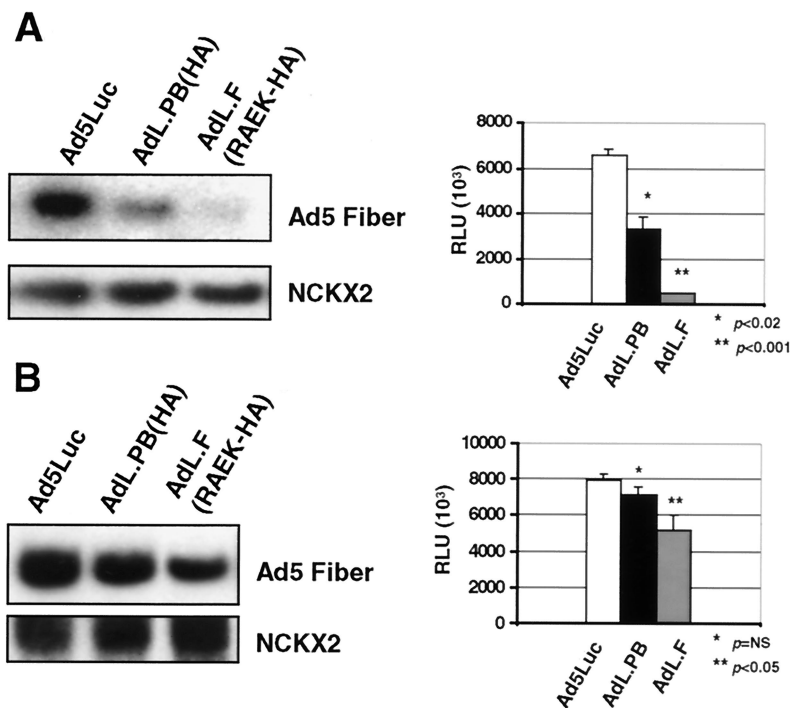 A
Ad5Luc
AdL.PB(HA)
AdL.F
(RAEK-HA)
Ad5 Fiber
NCKX2
8000
6000
4000
2000
0
RLU (10³)
*
**
Ad5Luc
AdL.PB
AdL.F
* p<0.02
** p<0.001
B
Ad5Luc
AdL.PB(HA)
AdL.F
(RAEK-HA)
Ad5 Fiber
NCKX2
10000
8000
6000
4000
2000
0
RLU (10³)
*
**
Ad5Luc
AdL.PB
AdL.F
* p=NS
** p<0.05